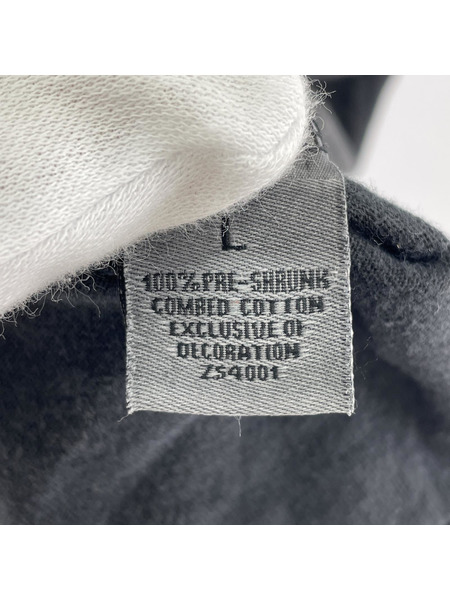 L
100% PRE-SHRUNK
COMBED COTTON
EXCLUSIVE OF
DECORATION
ZS4001